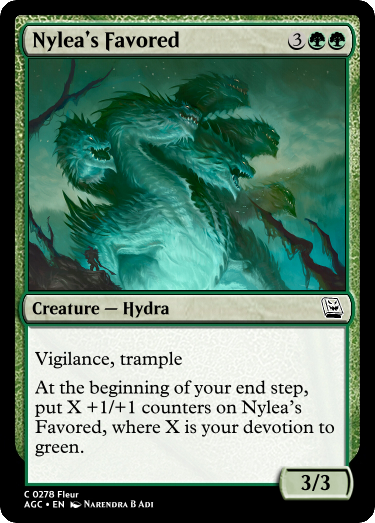 Nylea's Favored 3
Creature — Hydra
Vigilance, trample
At the beginning of your end step,
put X +1/+1 counters on Nylea's
Favored, where X is your devotion to
green.
3/3
C 0278 Fleur
AGC • EN Narendra B Adi